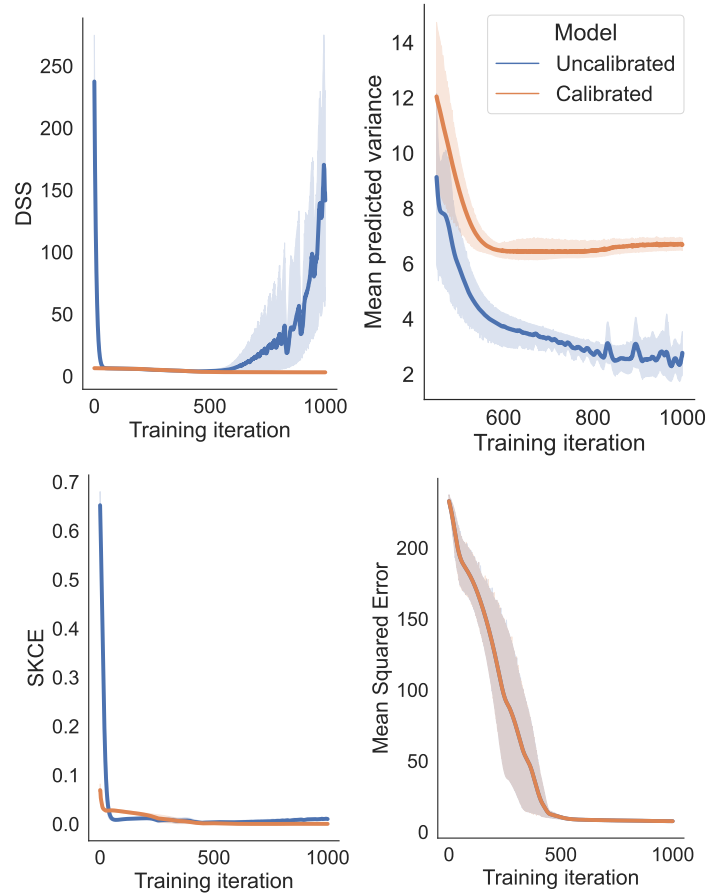 DSS
250
200
150
100
50
0
0 500 1000
Training iteration
Mean predicted variance
14
12
10
8
6
4
2
600 800 1000
Training iteration
Model
Uncalibrated
Calibrated
SKCE
0.7
0.6
0.5
0.4
0.3
0.2
0.1
0.0
0 500 1000
Training iteration
Mean Squared Error
200
150
100
50
0
0 500 1000
Training iteration